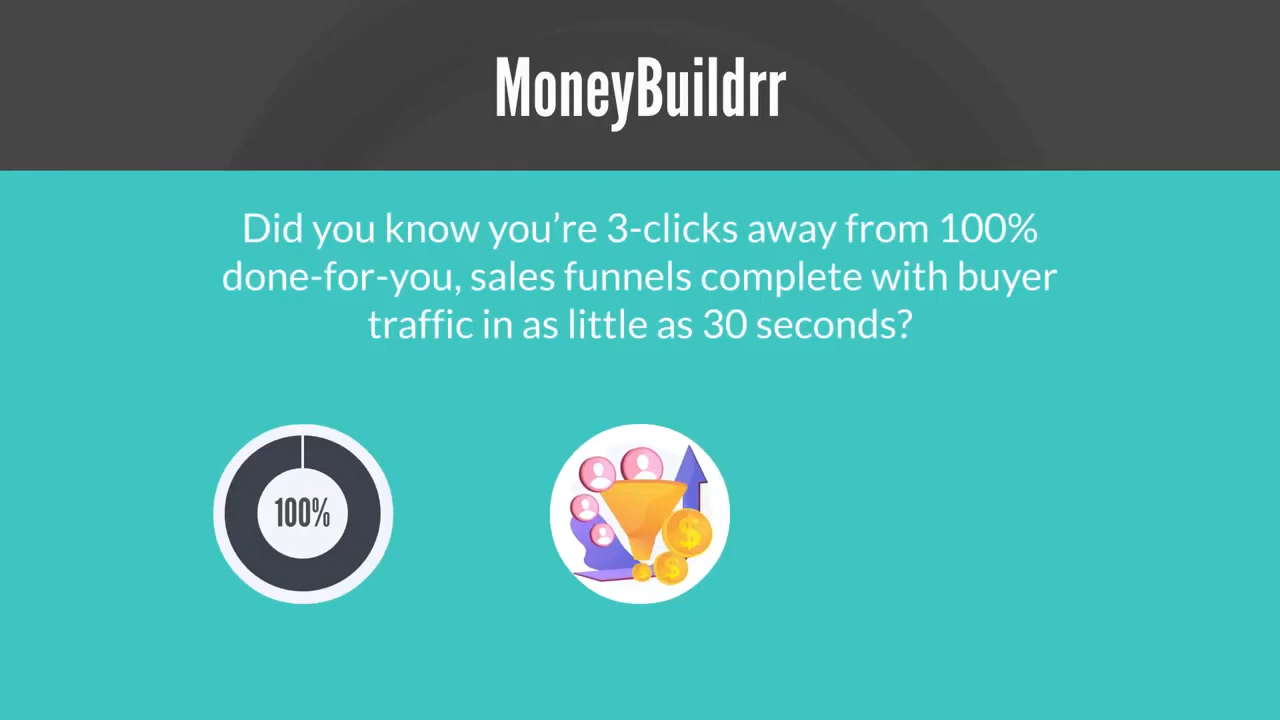 MoneyBuildrr
Did you know you’re 3-clicks away from 100%
done-for-you, sales funnels complete with buyer
traffic in as little as 30 seconds?
100%
$
$
$